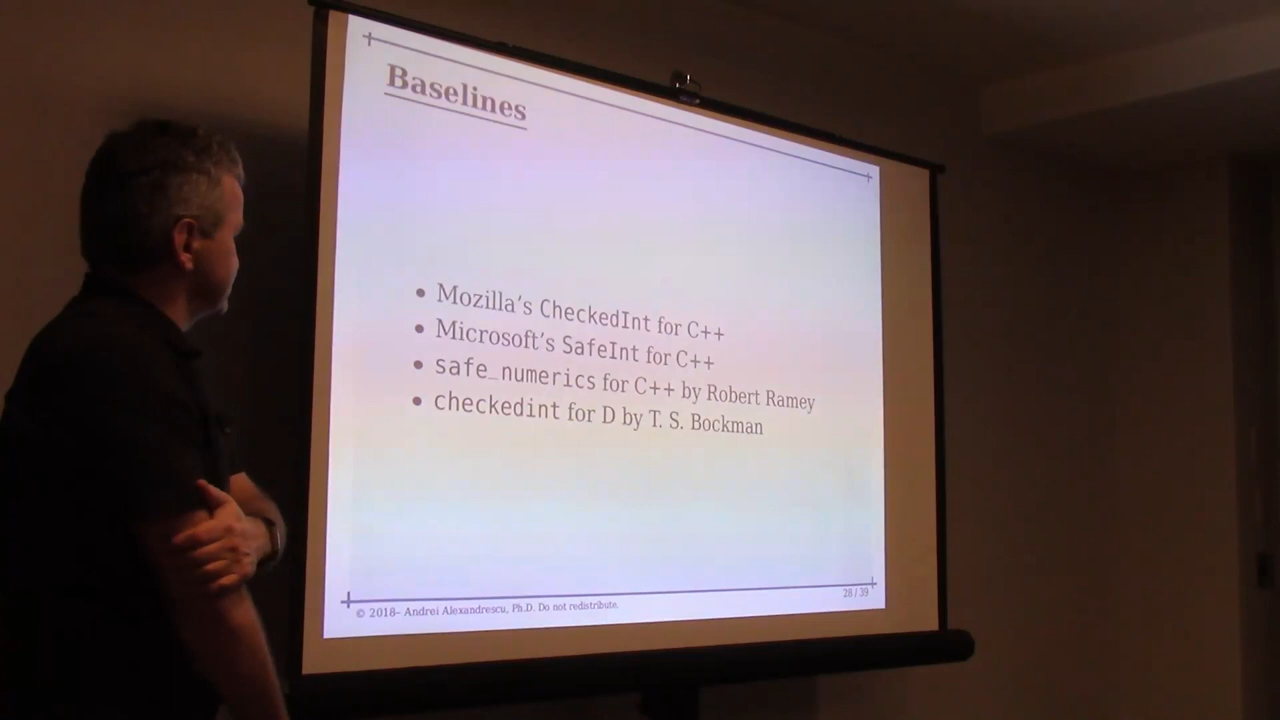 Baselines
• Mozilla's CheckedInt for C++
• Microsoft's SafeInt for C++
• safe_numerics for C++ by Robert Ramey
• checkedint for D by T. S. Bockman
© 2018– Andrei Alexandrescu, Ph.D. Do not redistribute.
28 / 39